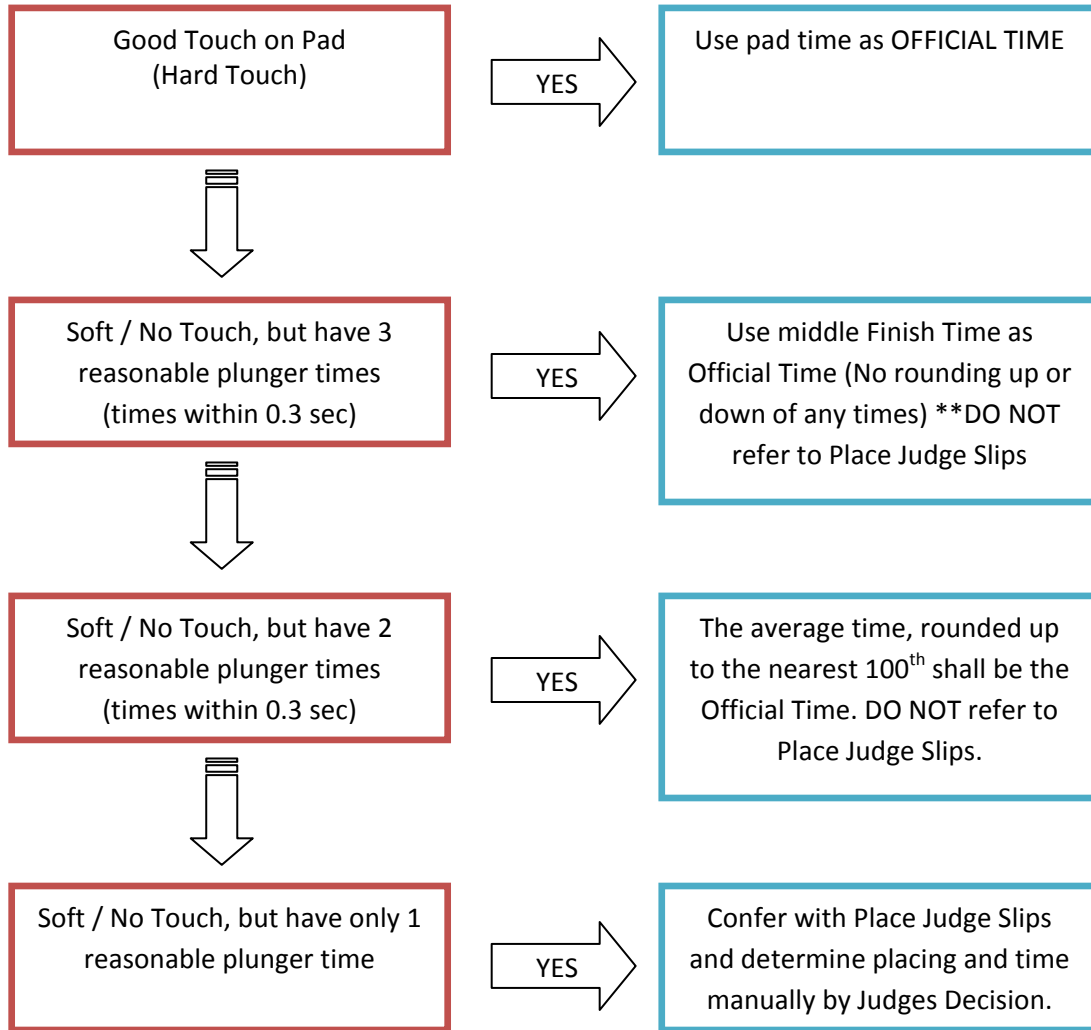 Good Touch on Pad
(Hard Touch)
YES
Use pad time as OFFICIAL TIME
Soft / No Touch, but have 3
reasonable plunger times
(times within 0.3 sec)
YES
Use middle Finish Time as
Official Time (No rounding up or
down of any times) **DO NOT
refer to Place Judge Slips
Soft / No Touch, but have 2
reasonable plunger times
(times within 0.3 sec)
YES
The average time, rounded up
to the nearest 100th shall be the
Official Time. DO NOT refer to
Place Judge Slips.
Soft / No Touch, but have only 1
reasonable plunger time
YES
Confer with Place Judge Slips
and determine placing and time
manually by Judges Decision.